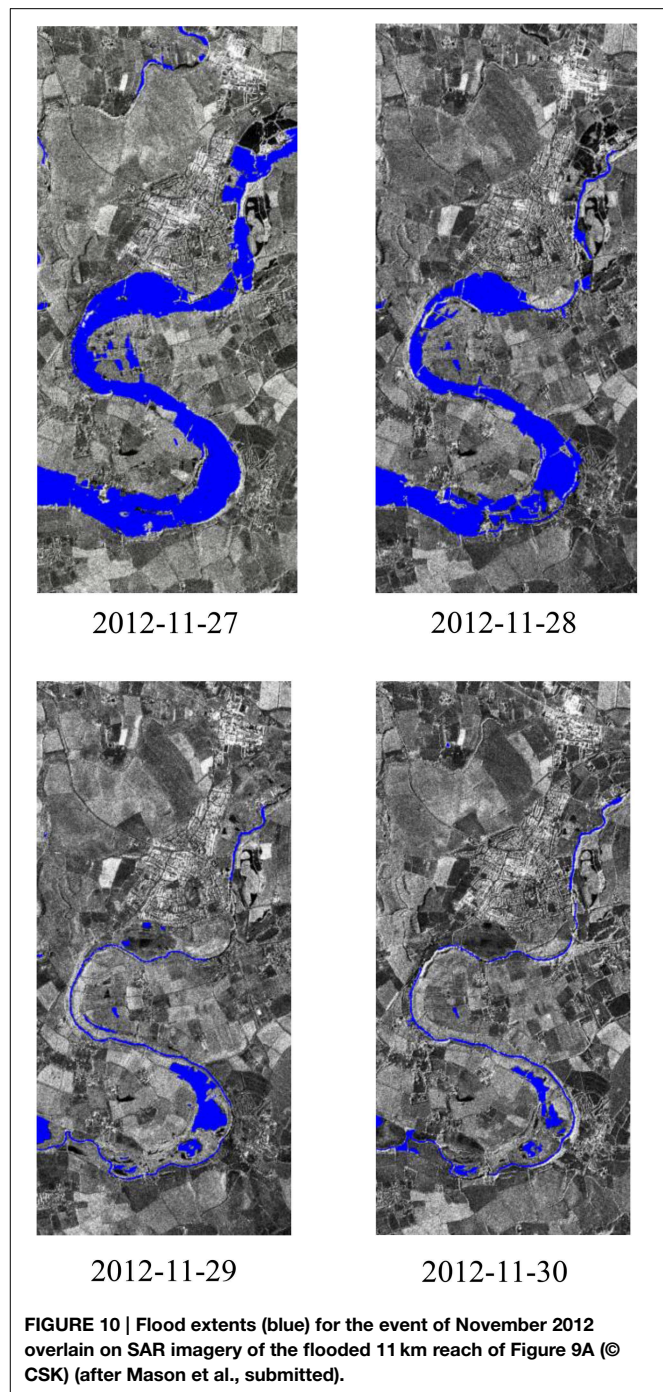 2012-11-27
2012-11-28
2012-11-29
2012-11-30
FIGURE 10 | Flood extents (blue) for the event of November 2012
overlain on SAR imagery of the flooded 11 km reach of Figure 9A (©
CSK) (after Mason et al., submitted).